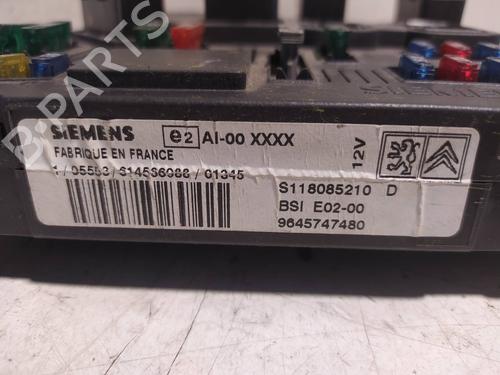 SIEMENS
e2 AI-00 XXXX
FABRIQUE EN FRANCE
12V
S118085210 D
BSI E02-00
9645747480
B-PARTS